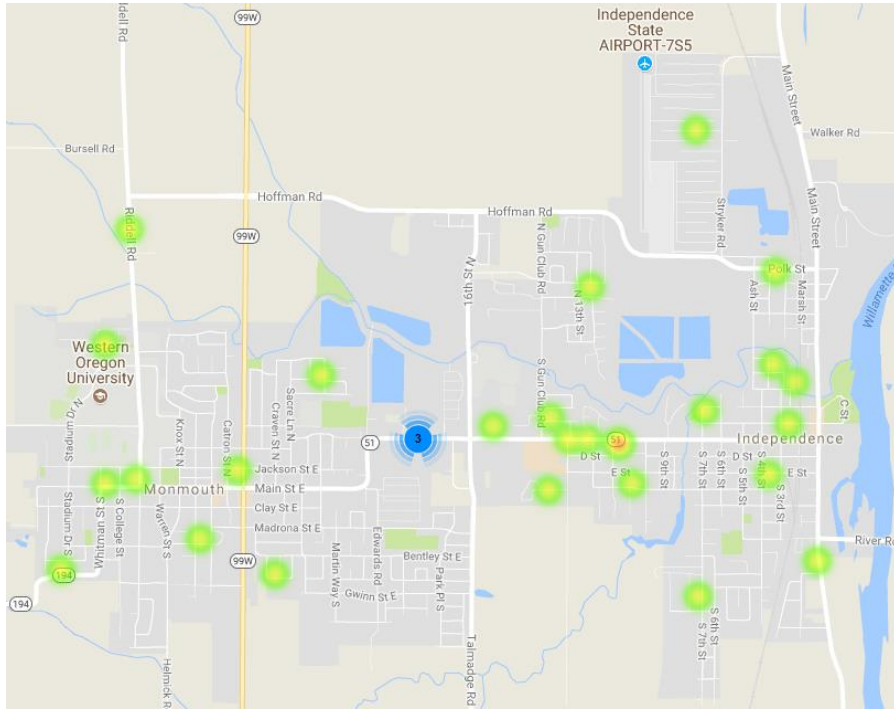 ddell Rd
99W
Independence
State
AIRPORT-7S5
Main Street
Walker Rd
Bursell Rd
Hoffman Rd
Hoffman Rd
99W
Riddell Rd
16th St N
N Gun Club Rd
N 13th St
Stryker Rd
Main Street
Polk St
Ash St
Marsh St
Willamette
Western
Oregon
University
Stadium Dr N
Knox St N
Catron St N
Craven St N
Sacre Ln N
S Gun Club Rd
C St
51
3
51
Independence
D St
D St
E St
E St
S 9th St
S 7th St
S 6th St
S 5th St
S 4th St
S 3rd St
Jackson St E
Monmouth
Main St E
Clay St E
Madrona St E
Stadium Dr S
Whitman St S
S College St
Warren St S
99W
Edwards Rd
Martin Way S
Bentley St E
Gwinn St E
Park Pl S
River Rd
194
194
S 6th St
S 7th St
Helmick R
Talmadge Rd